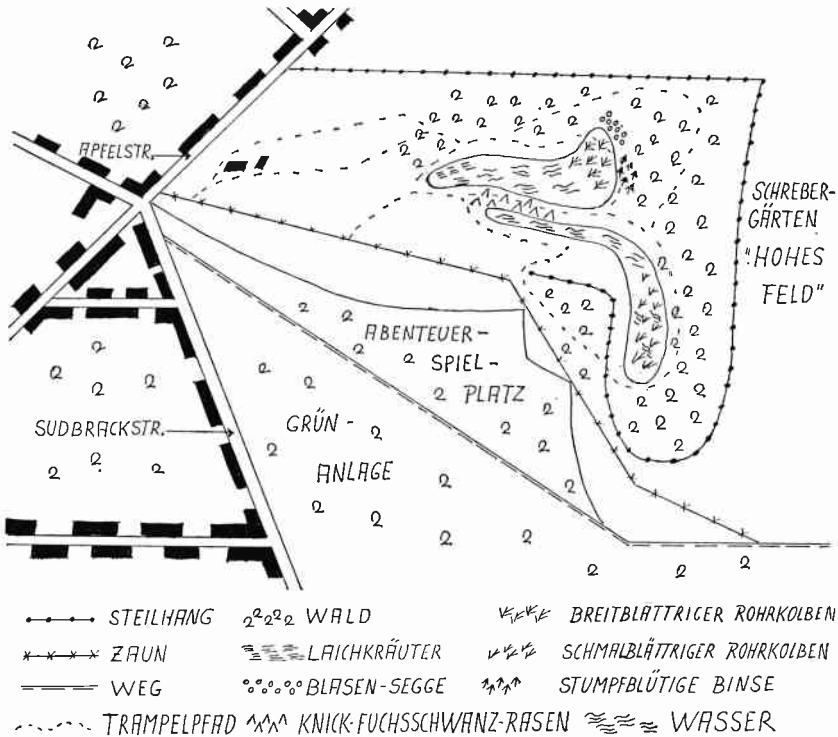 APFELSTR.
SCHREBER-
GÄRTEN
"HOHES
FELD"
ABENTEUER-
SPIEL-
PLATZ
SUDBRACKSTR.
GRÜN-
ANLAGE
STEILHANG WALD BREITBLÄTTRIGER ROHRKOLBEN
ZAUN LAICHKRÄUTER SCHMALBLÄTTRIGER ROHRKOLBEN
WEG BLASEN-SEGGE STUMPFBLÜTIGE BINSE
TRAMPELPFAD KNICK-FUCHSSCHWANZ-RASEN WASSER